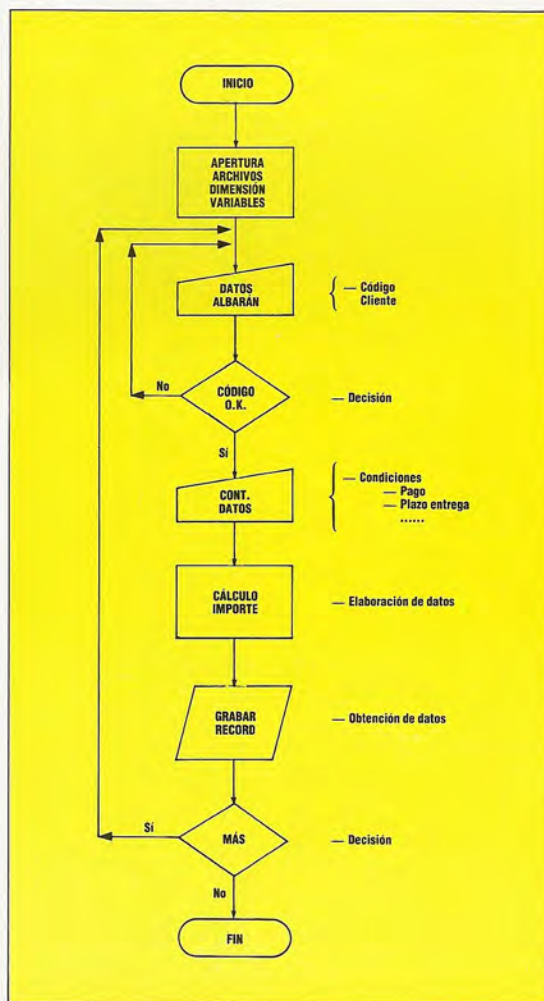 INICIO
APERTURA
ARCHIVOS
DIMENSIÓN
VARIABLES
DATOS
ALBARÁN
— Código
Cliente
No
CÓDIGO
O.K.
— Decisión
Sí
CONT.
DATOS
— Condiciones
— Pago
— Plazo entrega
......
CÁLCULO
IMPORTE
— Elaboración de datos
GRABAR
RECORD
— Obtención de datos
Sí
MÁS
— Decisión
No
FIN